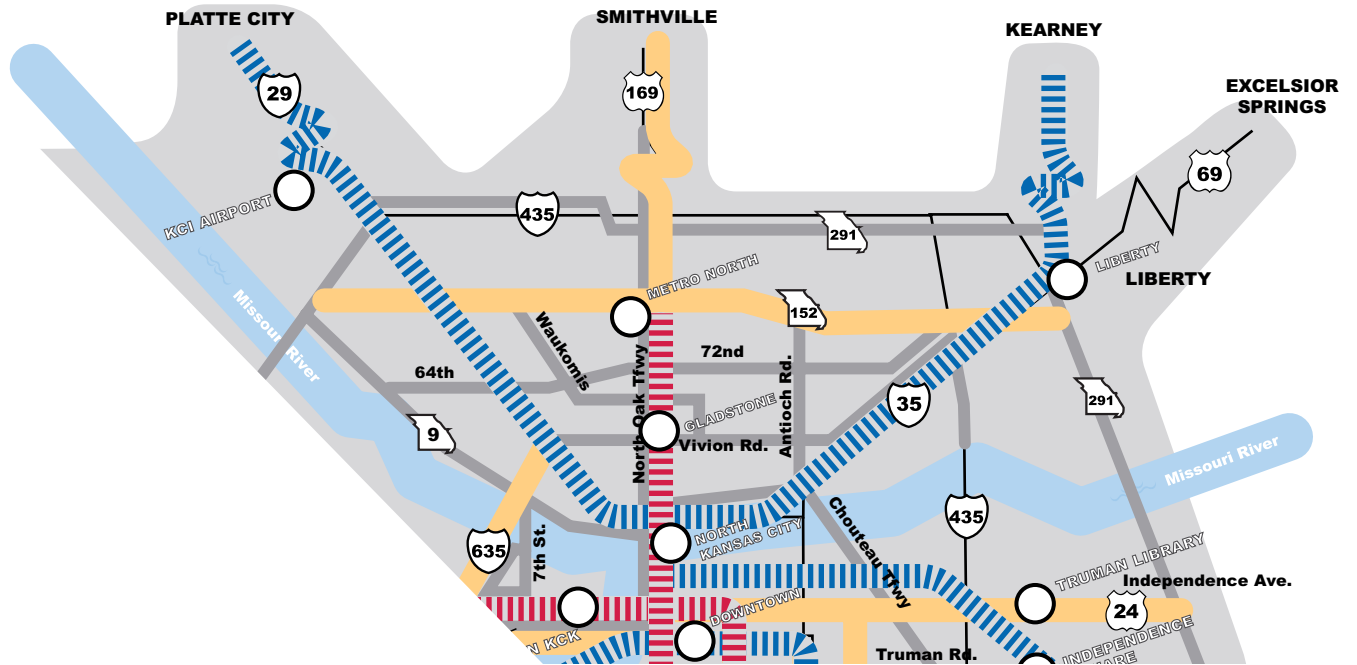 PLATTE CITY
SMITHVILLE
KEARNEY
EXCELSIOR
SPRINGS
29
169
69
KCI AIRPORT
435
291
LIBERTY
LIBERTY
METRO NORTH
152
Missouri River
Waukomis
North Oak Tfwy
72nd
64th
Antioch Rd.
35
291
GLADSTONE
9
Vivion Rd.
Missouri River
435
NORTH
KANSAS CITY
Chouteau Tfwy
635
7th St.
TRUMAN LIBRARY
Independence Ave.
24
DOWNTOWN
N KCK
Truman Rd.
INDEPENDENCE